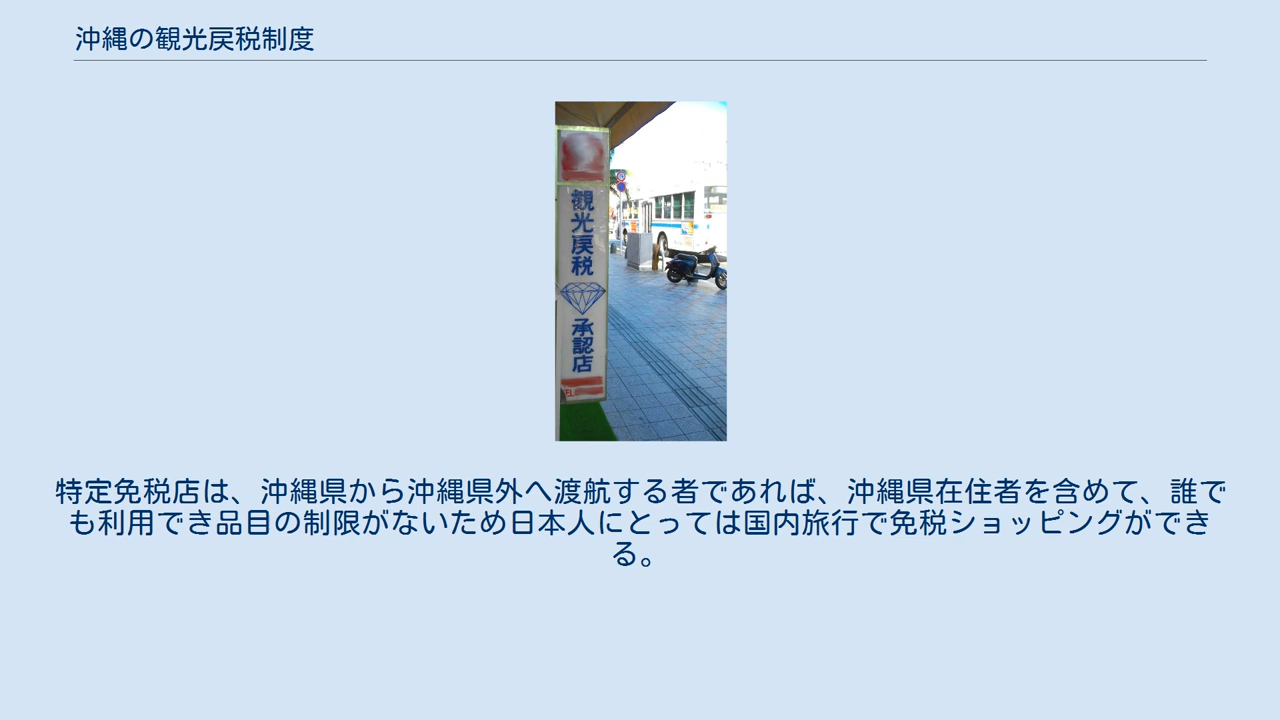 沖縄の観光戻税制度
観光戻税
承認店
特定免税店は、沖縄県から沖縄県外へ渡航する者であれば、沖縄県在住者を含めて、誰で
も利用でき品目の制限がないため日本人にとっては国内旅行で免税ショッピングができ
る。